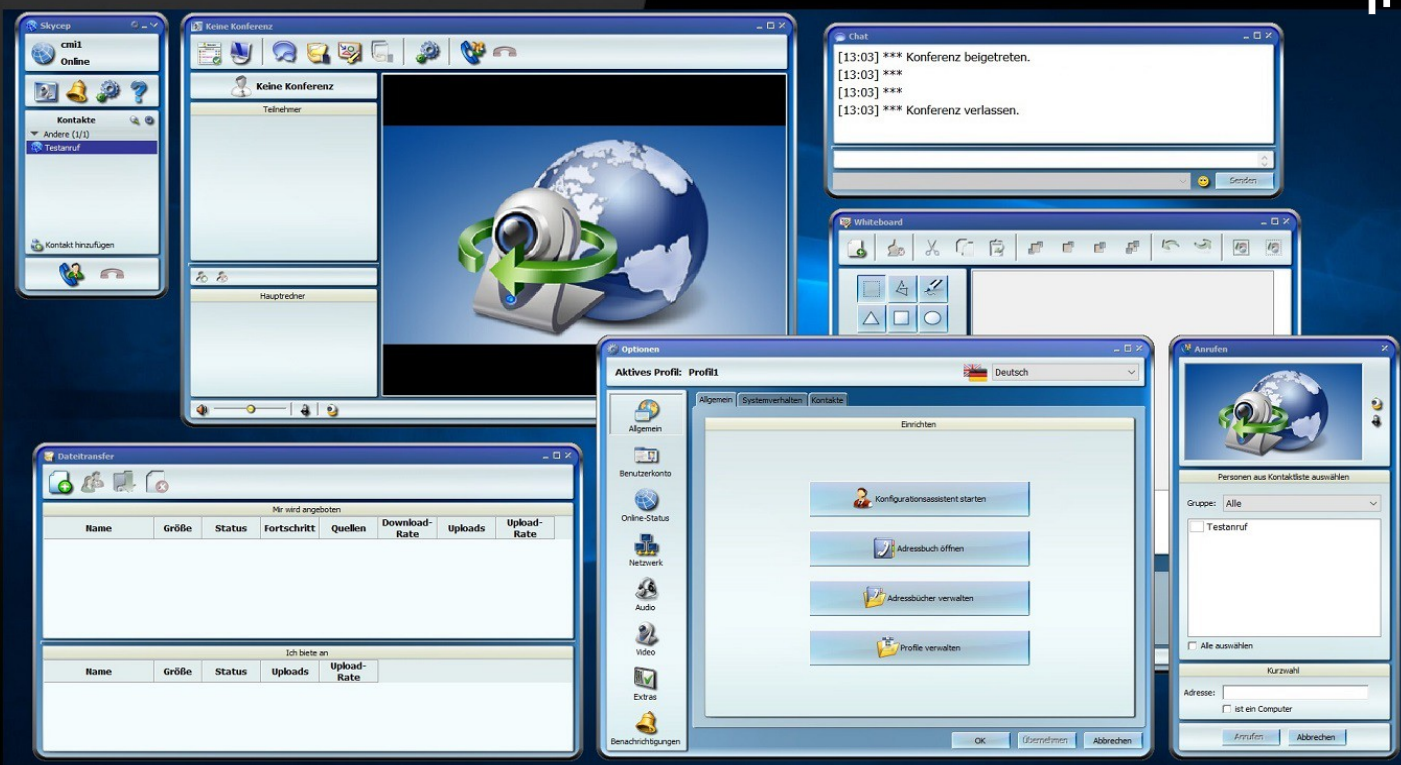 Skycep
cmi1
Online
Kontakte
Andere (1/1)
Testanruf
Kontakt hinzufügen
Keine Konferenz
Keine Konferenz
Teilnehmer
Hauptredner
Chat
[13:03] *** Konferenz beigetreten.
[13:03] ***
[13:03] ***
[13:03] *** Konferenz verlassen.
Senden
Whiteboard
Dateitransfer
Mir wird angeboten
Name Größe Status Fortschritt Quellen Download-Rate Uploads Upload-Rate
Ich biete an
Name Größe Status Uploads Upload-Rate
Optionen
Aktives Profil: Profil1
Deutsch
Allgemein
Benutzerkonto
Online-Status
Netzwerk
Audio
Video
Extras
Benachrichtigungen
Allgemein Systemverhalten Kontakte
Einrichten
Konfigurationsassistent starten
Adressbuch öffnen
Adressbücher verwalten
Profile verwalten
OK Übernehmen Abbrechen
Anrufen
Personen aus Kontaktliste auswählen
Gruppe: Alle
Testanruf
Alle auswählen
Kurzwahl
Adresse:
ist ein Computer
Anrufen Abbrechen